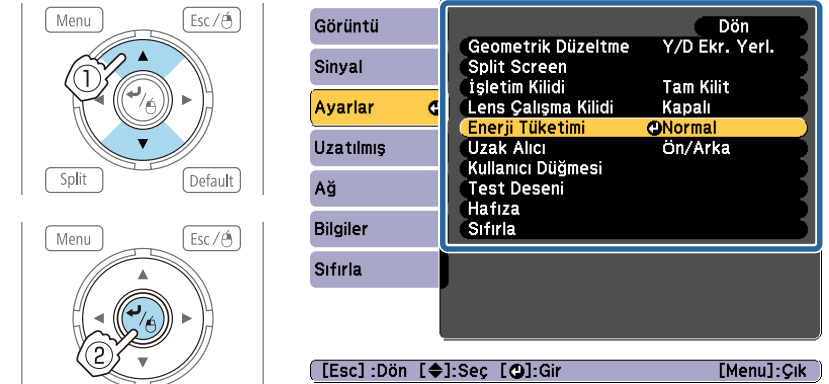 Menu
Esc/
1
Split
Default
Menu
Esc/
2
Görüntü
Sinyal
Ayarlar
Uzatılmış
Ağ
Bilgiler
Sıfırla
Dön
Geometrik Düzeltme Y/D Ekr. Yerl.
Split Screen
İşletim Kilidi Tam Kilit
Lens Çalışma Kilidi Kapalı
Enerji Tüketimi Normal
Uzak Alıcı Ön/Arka
Kullanıcı Düğmesi
Test Deseni
Hafıza
Sıfırla
[Esc] :Dön [◆]:Seç [⏎]:Gir [Menu]:Çık